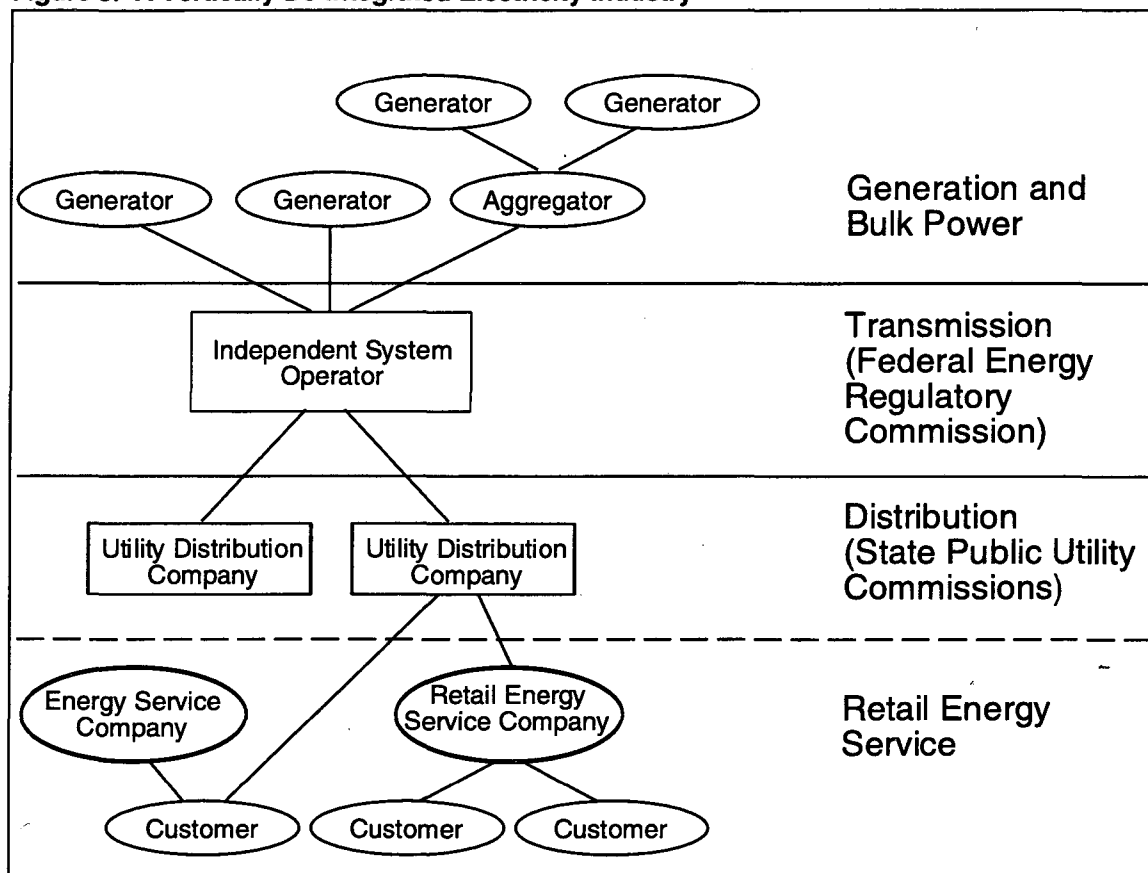 Generator
Generator
Generator
Generator
Aggregator
Generation and
Bulk Power
Independent System
Operator
Transmission
(Federal Energy
Regulatory
Commission)
Utility Distribution
Company
Utility Distribution
Company
Distribution
(State Public Utility
Commissions)
Energy Service
Company
Retail Energy
Service Company
Retail Energy
Service
Customer
Customer
Customer